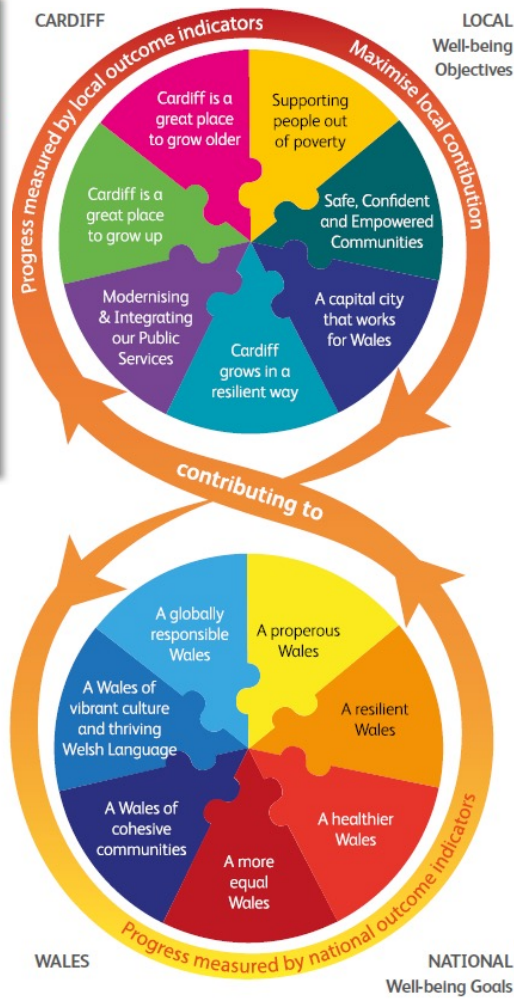 CARDIFF
LOCAL
Well-being
Objectives
Progress measured by local outcome indicators
Maximise local contibution
Cardiff is a
great place
to grow older
Supporting
people out
of poverty
Cardiff is a
great place
to grow up
Safe, Confident
and Empowered
Communities
Modernising
& Integrating
our Public
Services
A capital city
that works
for Wales
Cardiff
grows in a
resilient way
contributing to
A globally
responsible
Wales
A properous
Wales
A Wales of
vibrant culture
and thriving
Welsh Language
A resilient
Wales
A Wales of
cohesive
communities
A healthier
Wales
A more
equal
Wales
Progress measured by national outcome indicators
WALES
NATIONAL
Well-being Goals